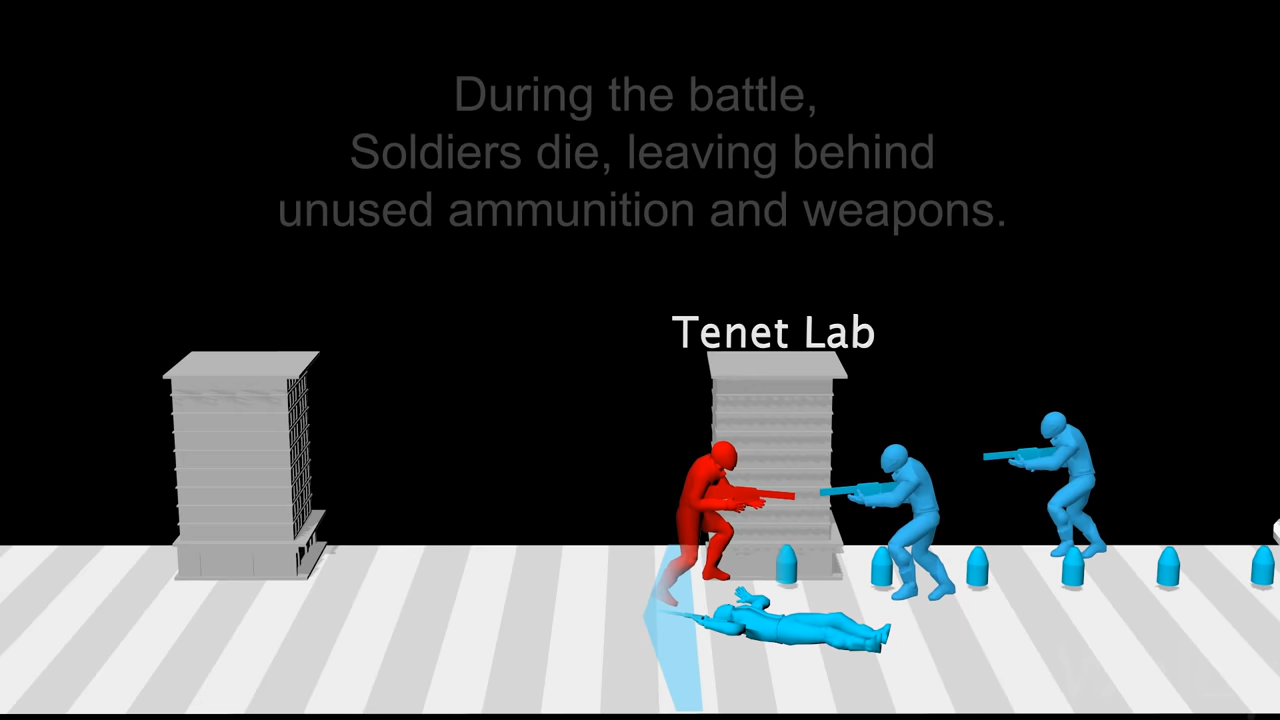 During the battle,
Soldiers die, leaving behind
unused ammunition and weapons.
Tenet Lab